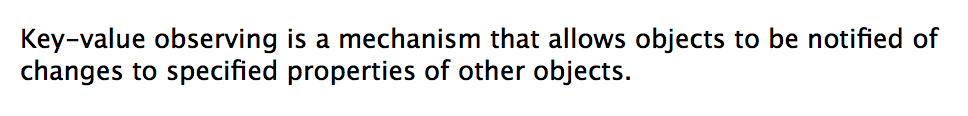 Key-value observing is a mechanism that allows objects to be notified of
changes to specified properties of other objects.